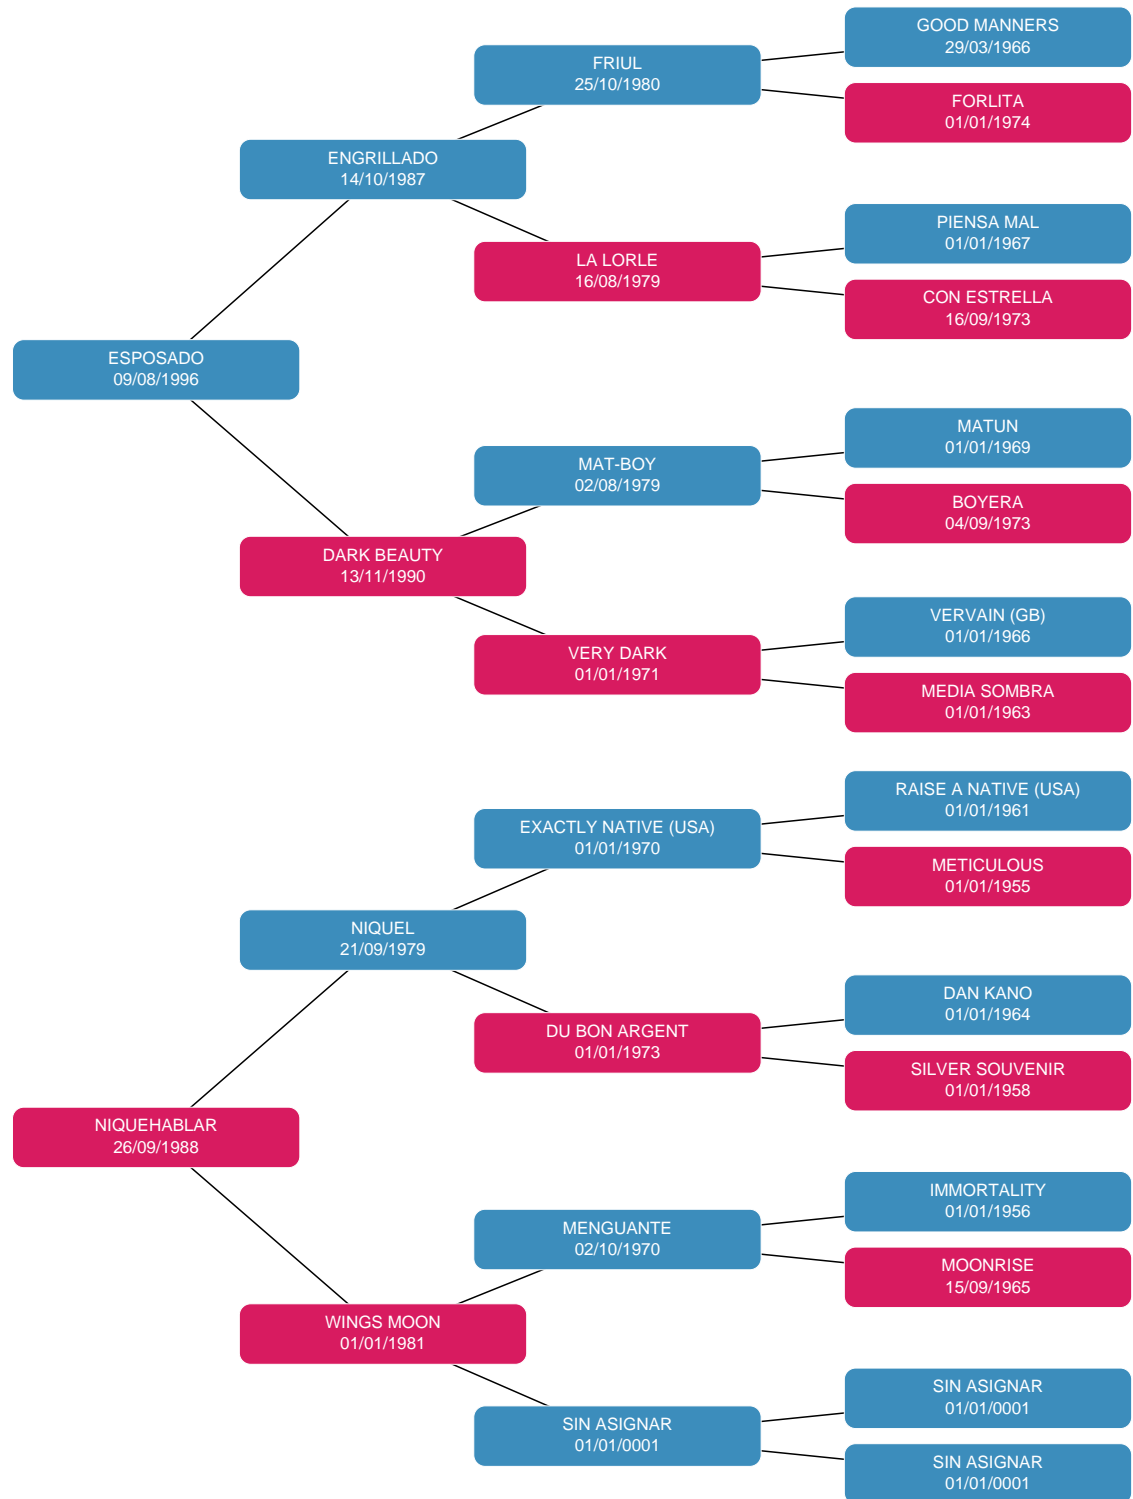 GOOD MANNERS
29/03/1966
FRIUL
25/10/1980
FORLITA
01/01/1974
ENGRILLADO
14/10/1987
PIENSA MAL
01/01/1967
LA LORLE
16/08/1979
CON ESTRELLA
16/09/1973
ESPOSADO
09/08/1996
MATUN
01/01/1969
MAT-BOY
02/08/1979
BOYERA
04/09/1973
DARK BEAUTY
13/11/1990
VERVAIN (GB)
01/01/1966
VERY DARK
01/01/1971
MEDIA SOMBRA
01/01/1963
RAISE A NATIVE (USA)
01/01/1961
EXACTLY NATIVE (USA)
01/01/1970
METICULOUS
01/01/1955
NIQUEL
21/09/1979
DAN KANO
01/01/1964
DU BON ARGENT
01/01/1973
SILVER SOUVENIR
01/01/1958
NIQUEHABLAR
26/09/1988
IMMORTALITY
01/01/1956
MENGUANTE
02/10/1970
MOONRISE
15/09/1965
WINGS MOON
01/01/1981
SIN ASIGNAR
01/01/0001
SIN ASIGNAR
01/01/0001
SIN ASIGNAR
01/01/0001